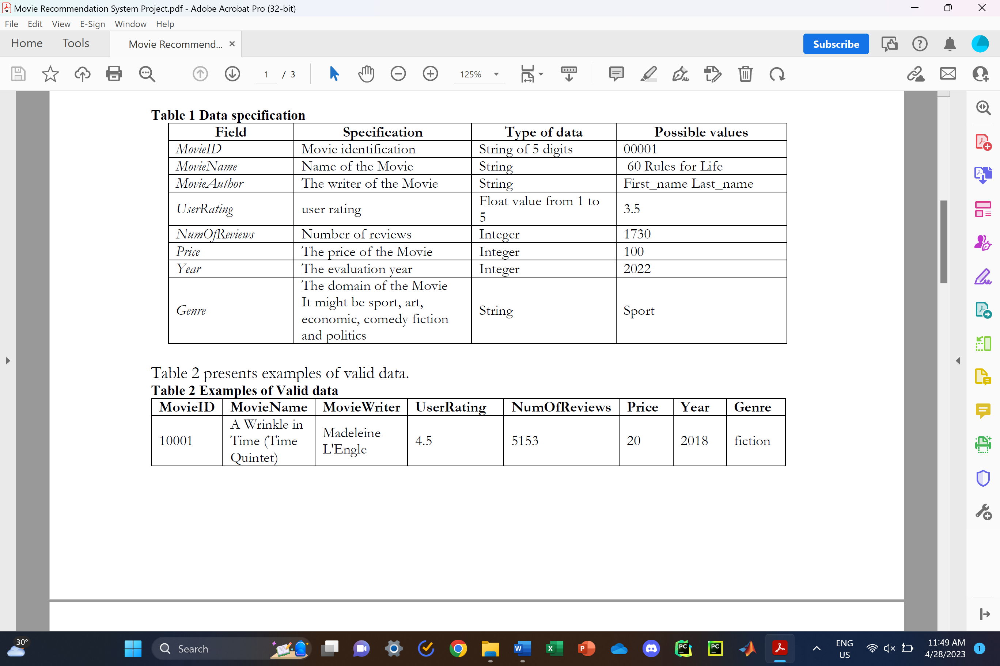 Movie Recommendation System Project.pdf - Adobe Acrobat Pro (32-bit)
File Edit View E-Sign Window Help
Home Tools Movie Recommend... × Subscribe
1 / 3 125%
Table 1 Data specification
Field Specification Type of data Possible values
MovieID Movie identification String of 5 digits 00001
MovieName Name of the Movie String 60 Rules for Life
MovieAuthor The writer of the Movie String First_name Last_name
UserRating user rating Float value from 1 to 5 3.5
NumOfReviews Number of reviews Integer 1730
Price The price of the Movie Integer 100
Year The evaluation year Integer 2022
Genre The domain of the Movie
It might be sport, art,
economic, comedy fiction
and politics String Sport
Table 2 presents examples of valid data.
Table 2 Examples of Valid data
MovieID MovieName MovieWriter UserRating NumOfReviews Price Year Genre
10001 A Wrinkle in
Time (Time
Quintet) Madeleine
L'Engle 4.5 5153 20 2018 fiction
30° Search ENG
US 11:49 AM
4/28/2023 1